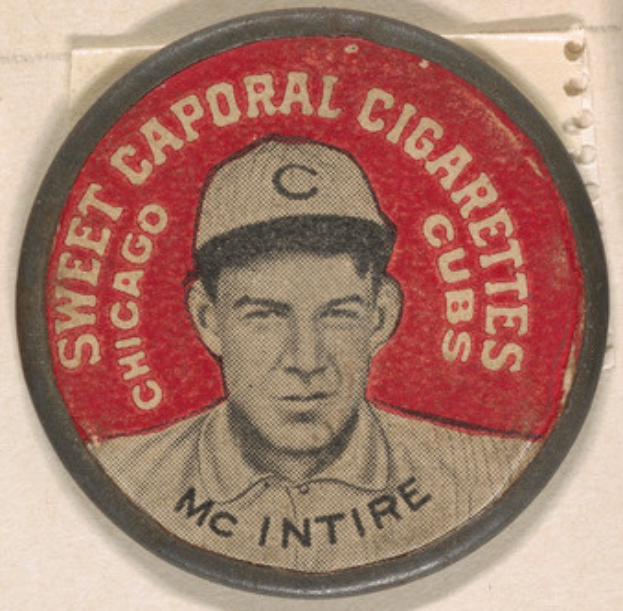 SWEET CAPORAL CIGARETTES
CHICAGO
CUBS
C
MC INTIRE